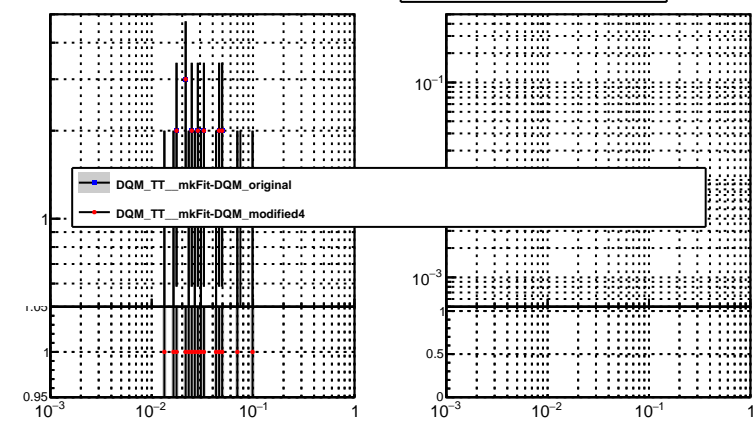 10⁻¹
DQM_TT__mkFit-DQM_original
DQM_TT__mkFit-DQM_modified4
1
10⁻³
1.05
1
1
0.5
0.95
0
10⁻³ 10⁻² 10⁻¹ 1
10⁻³ 10⁻² 10⁻¹ 1